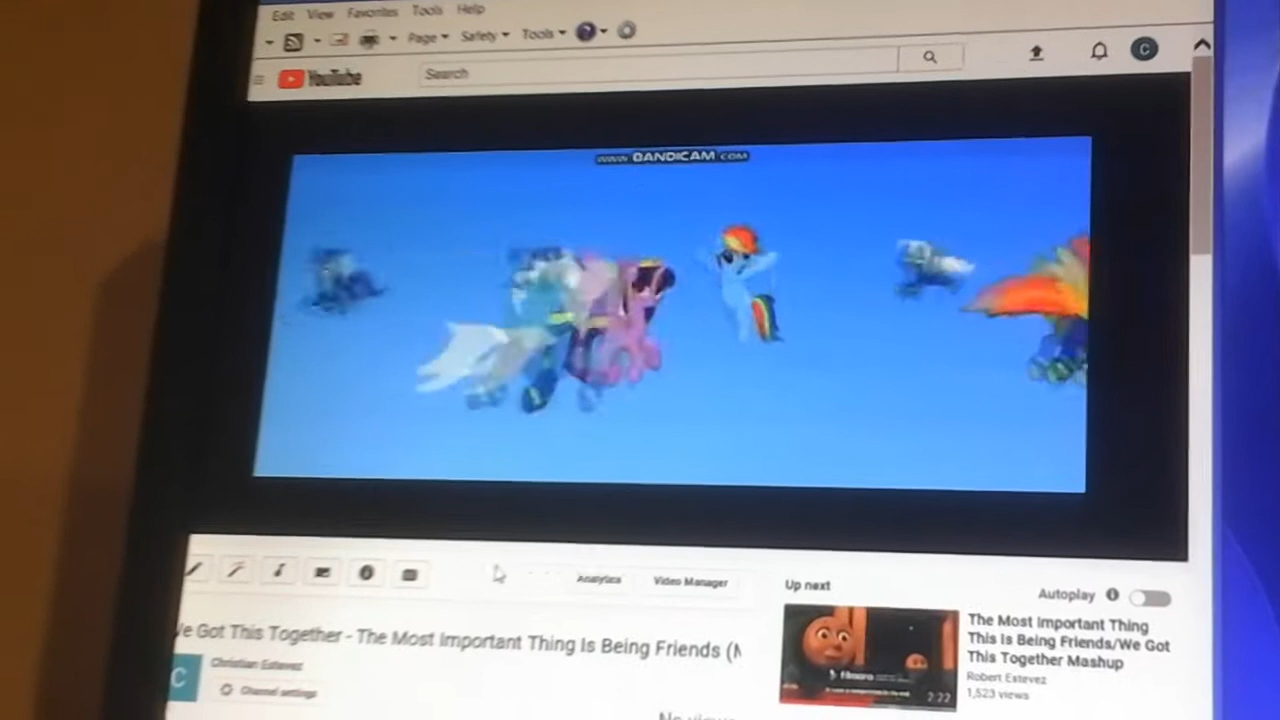 Edit View Favorites Tools Help
Page Safety Tools
YouTube
Search
C
www.BANDICAM.COM
Analytics
Video Manager
Up next
Autoplay
We Got This Together - The Most Important Thing Is Being Friends (M
C
Christian Estevez
Channel settings
The Most Important Thing
This Is Being Friends/We Got
This Together Mashup
Robert Estevez
1,523 views
filmora
2:22